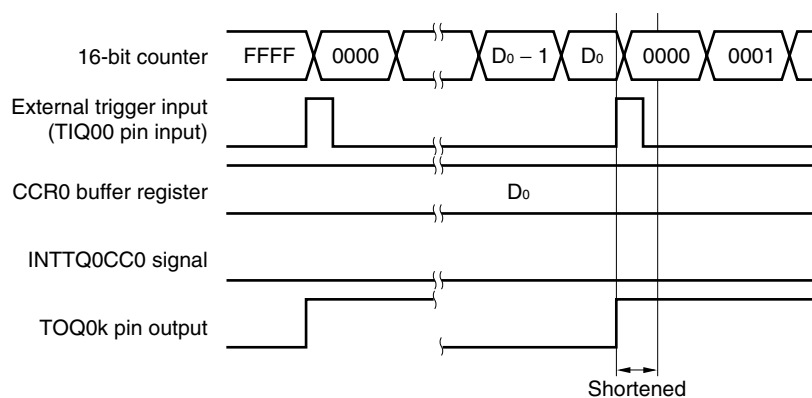 16-bit counter FFFF 0000 D₀ − 1 D₀ 0000 0001
External trigger input
(TIQ00 pin input)
CCR0 buffer register D₀
INTTQ0CC0 signal
TOQ0k pin output
Shortened